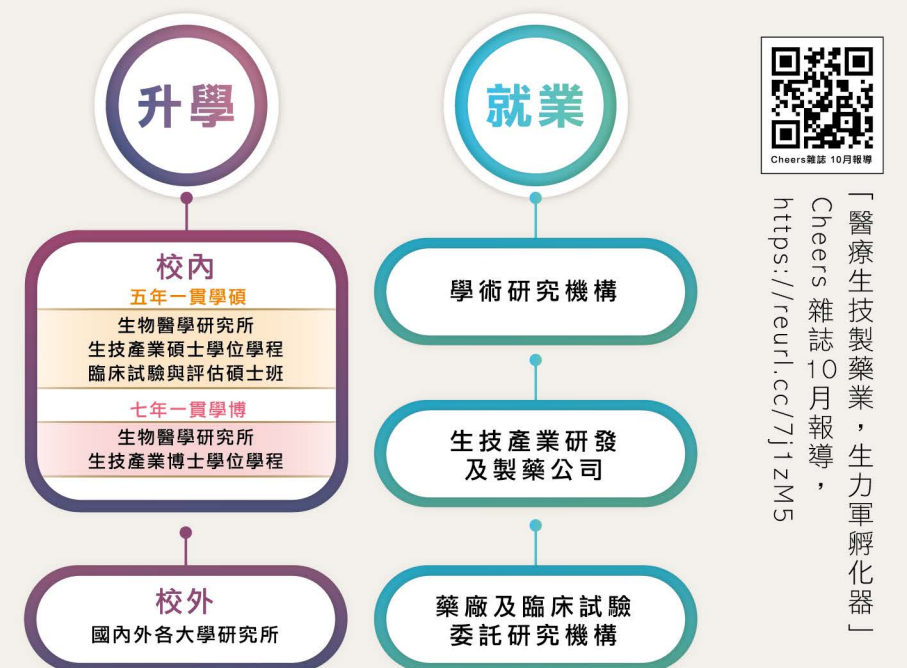 升學
校內
五年一貫學碩
生物醫學研究所
生技產業碩士學位學程
臨床試驗與評估碩士班
七年一貫學博
生物醫學研究所
生技產業博士學位學程
校外
國內外各大學研究所
就業
學術研究機構
生技產業研發
及製藥公司
藥廠及臨床試驗
委託研究機構
Cheers雜誌 10月報導
「醫療生技製藥業，生力軍孵化器」
Cheers 雜誌10月報導，
https://reurl.cc/7j1zM5